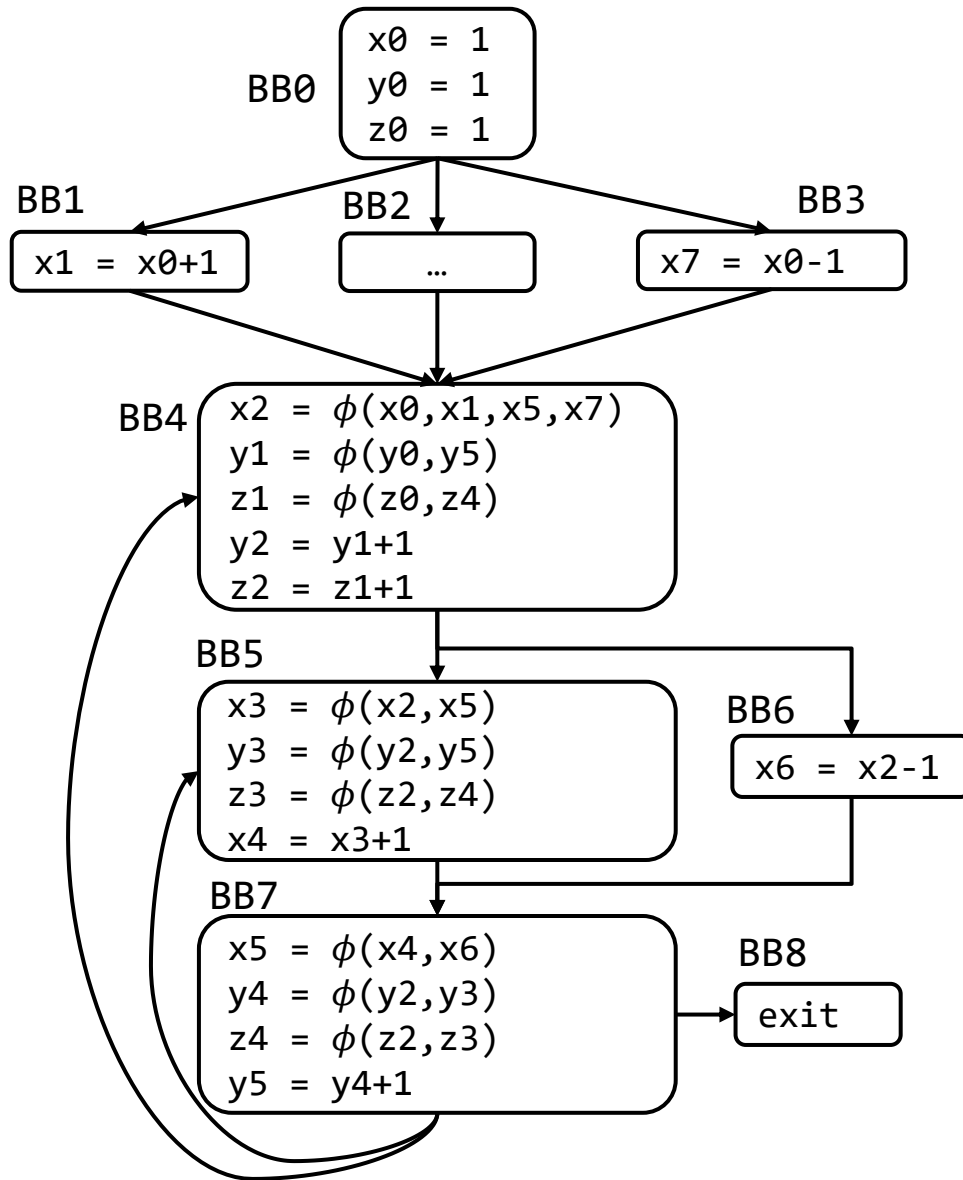 BB0
x0 = 1
y0 = 1
z0 = 1
BB1
x1 = x0+1
BB2
…
BB3
x7 = x0-1
BB4
x2 = ϕ(x0,x1,x5,x7)
y1 = ϕ(y0,y5)
z1 = ϕ(z0,z4)
y2 = y1+1
z2 = z1+1
BB5
x3 = ϕ(x2,x5)
y3 = ϕ(y2,y5)
z3 = ϕ(z2,z4)
x4 = x3+1
BB6
x6 = x2-1
BB7
x5 = ϕ(x4,x6)
y4 = ϕ(y2,y3)
z4 = ϕ(z2,z3)
y5 = y4+1
BB8
exit